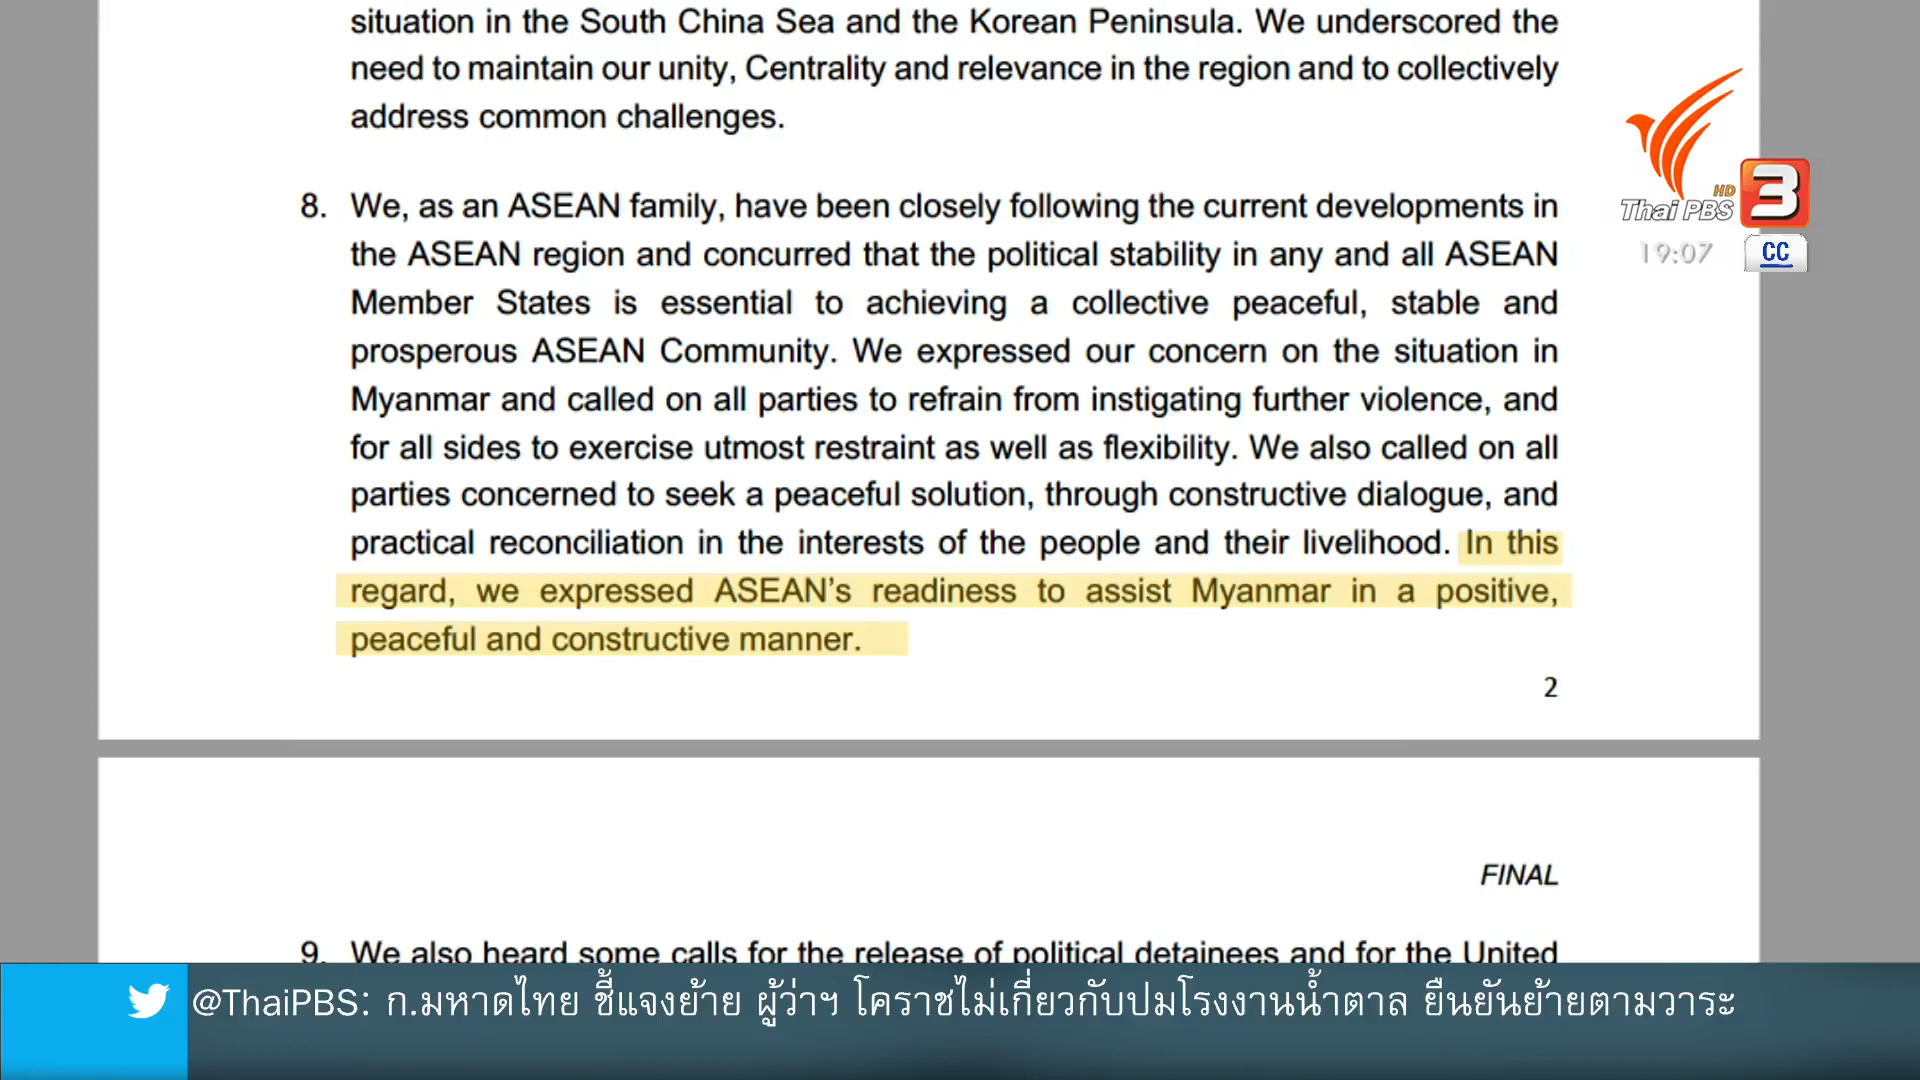 situation in the South China Sea and the Korean Peninsula. We underscored the
need to maintain our unity, Centrality and relevance in the region and to collectively
address common challenges.
8. We, as an ASEAN family, have been closely following the current developments in
the ASEAN region and concurred that the political stability in any and all ASEAN
Member States is essential to achieving a collective peaceful, stable and
prosperous ASEAN Community. We expressed our concern on the situation in
Myanmar and called on all parties to refrain from instigating further violence, and
for all sides to exercise utmost restraint as well as flexibility. We also called on all
parties concerned to seek a peaceful solution, through constructive dialogue, and
practical reconciliation in the interests of the people and their livelihood. In this
regard, we expressed ASEAN’s readiness to assist Myanmar in a positive,
peaceful and constructive manner.
2
HD
Thai PBS 3
19:07 CC
FINAL
9. We also heard some calls for the release of political detainees and for the United
@ThaiPBS: ก.มหาดไทย ชี้แจงย้าย ผู้ว่าฯ โคราชไม่เกี่ยวกับปมโรงงานน้ำตาล ยืนยันย้ายตามวาระ